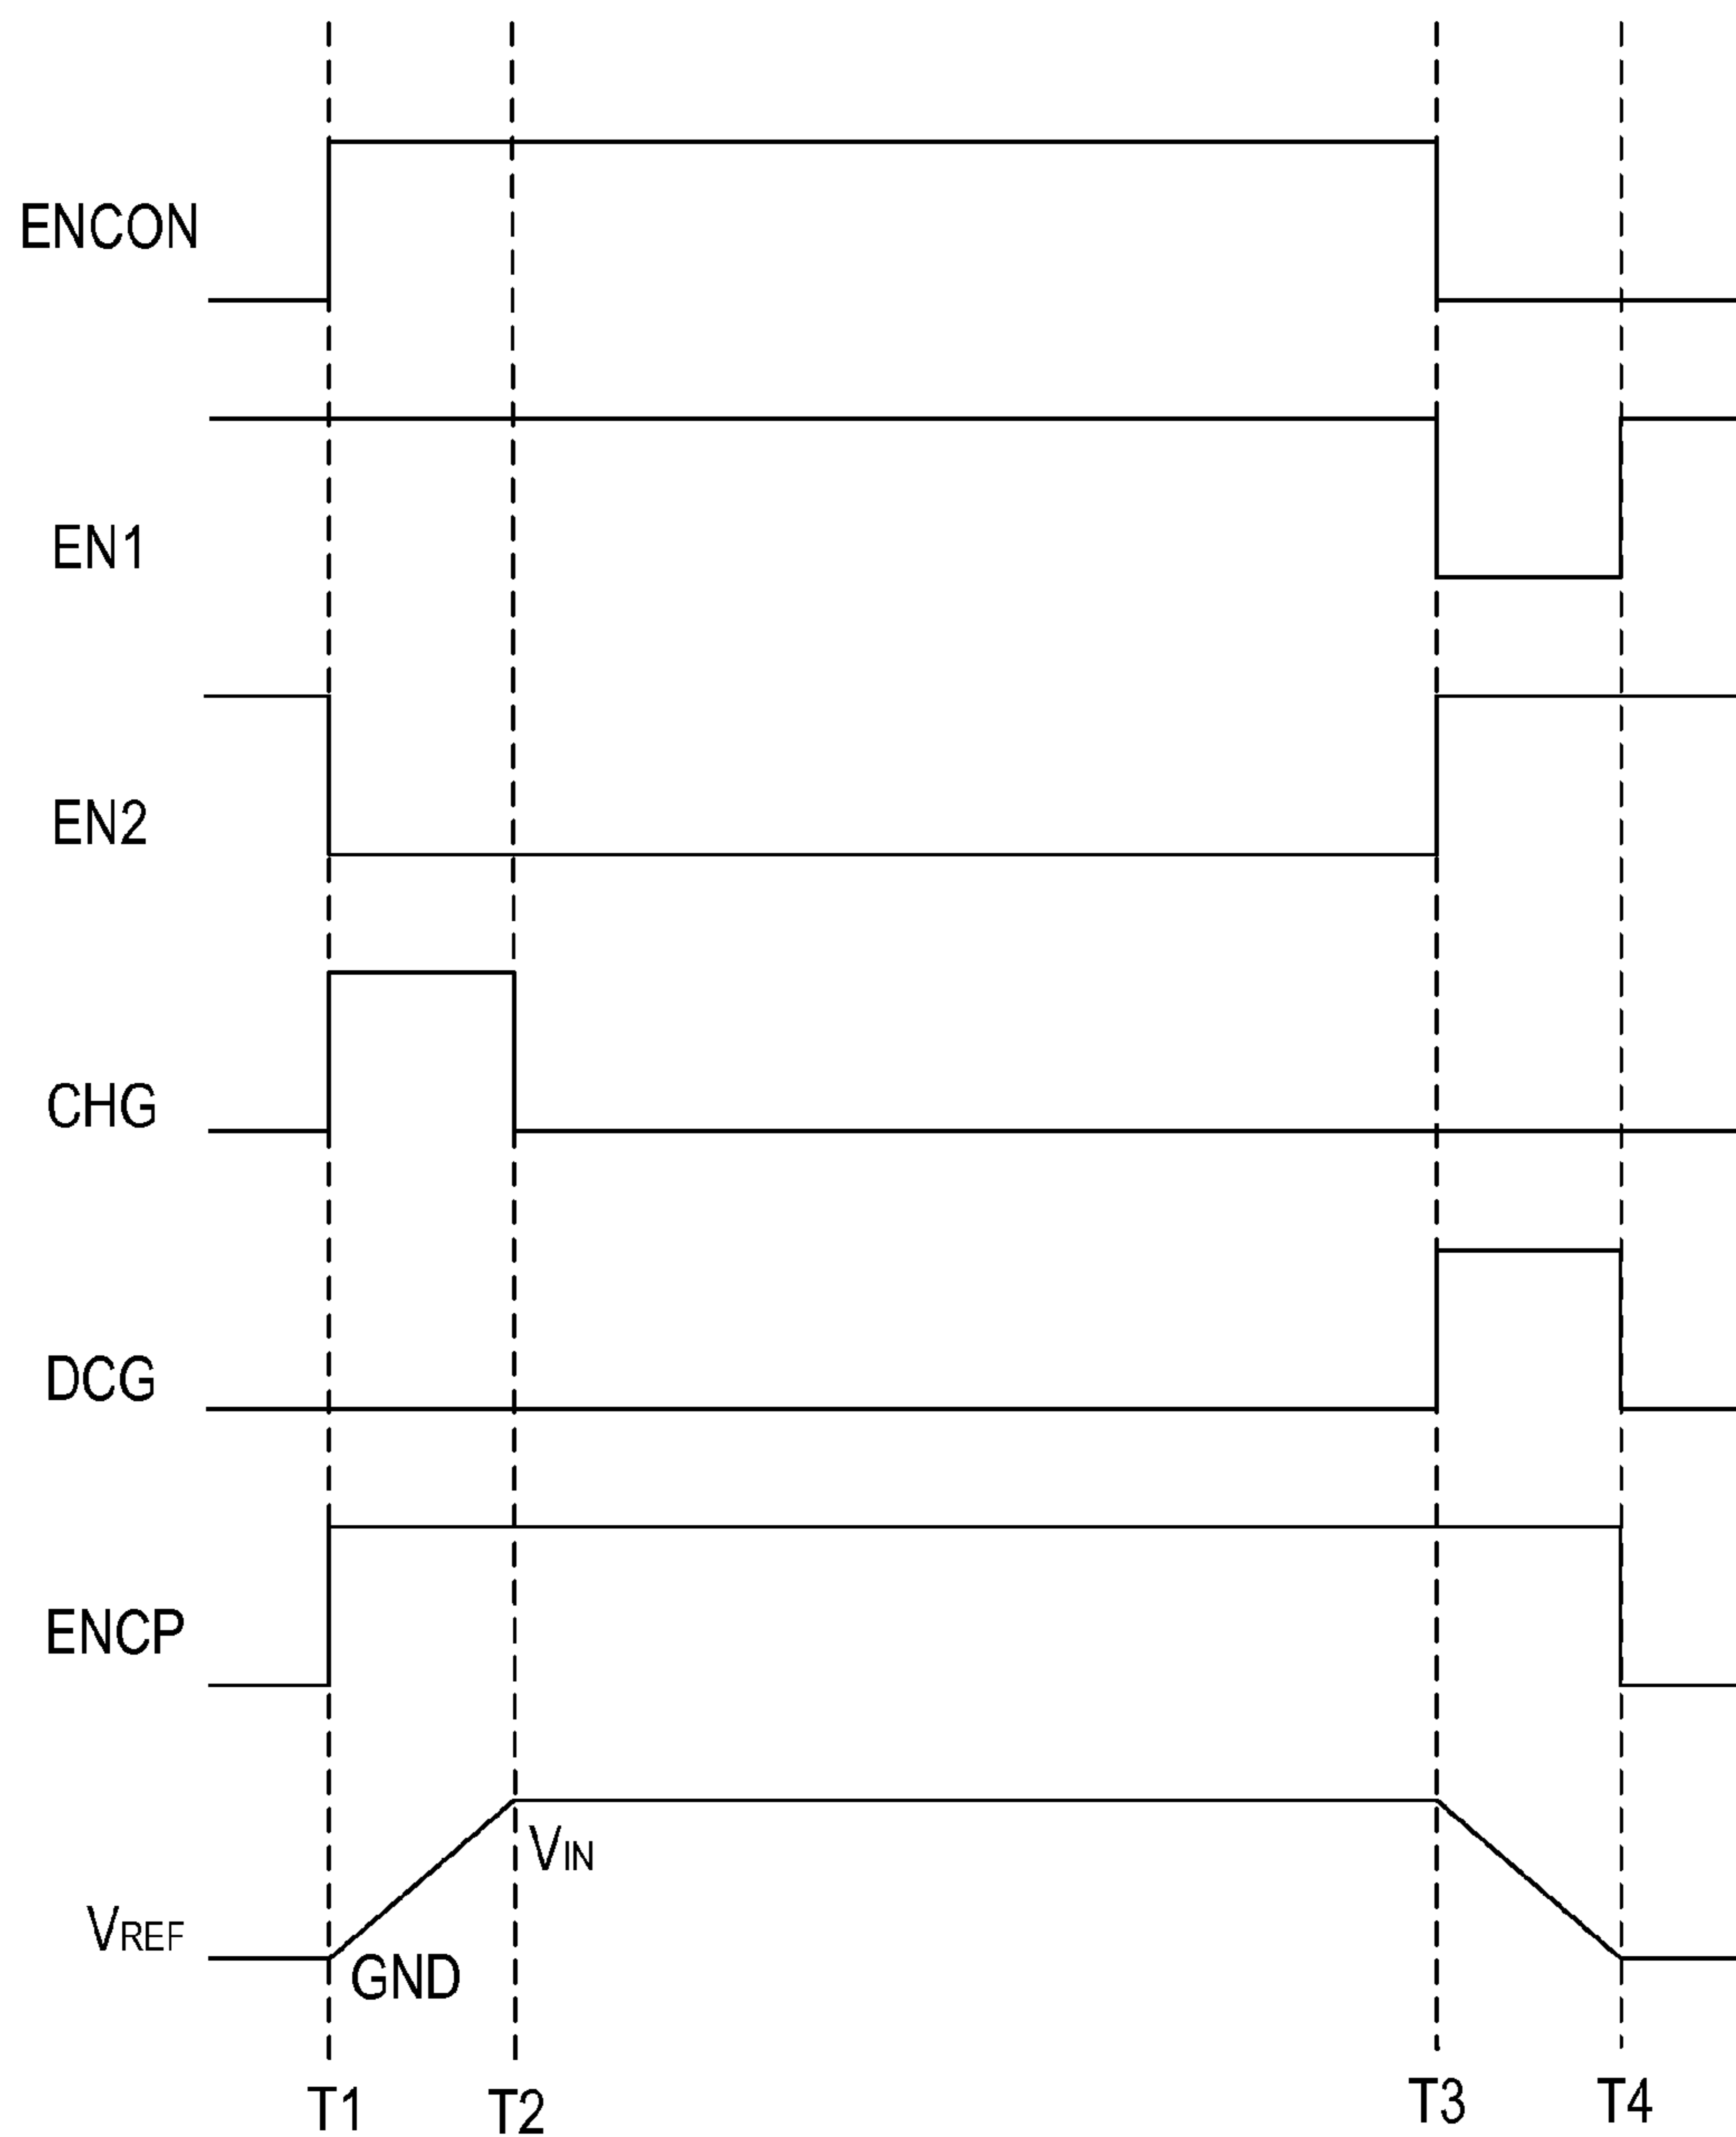 ENCON
EN1
EN2
CHG
DCG
ENCP
VIN
VREF
GND
T1 T2 T3 T4